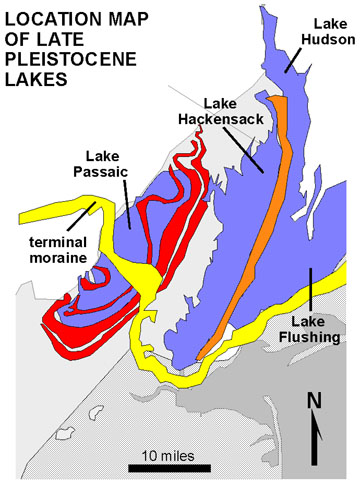 LOCATION MAP
OF LATE
PLEISTOCENE
LAKES
Lake
Hudson
Lake
Hackensack
Lake
Passaic
terminal
moraine
Lake
Flushing
N
10 miles